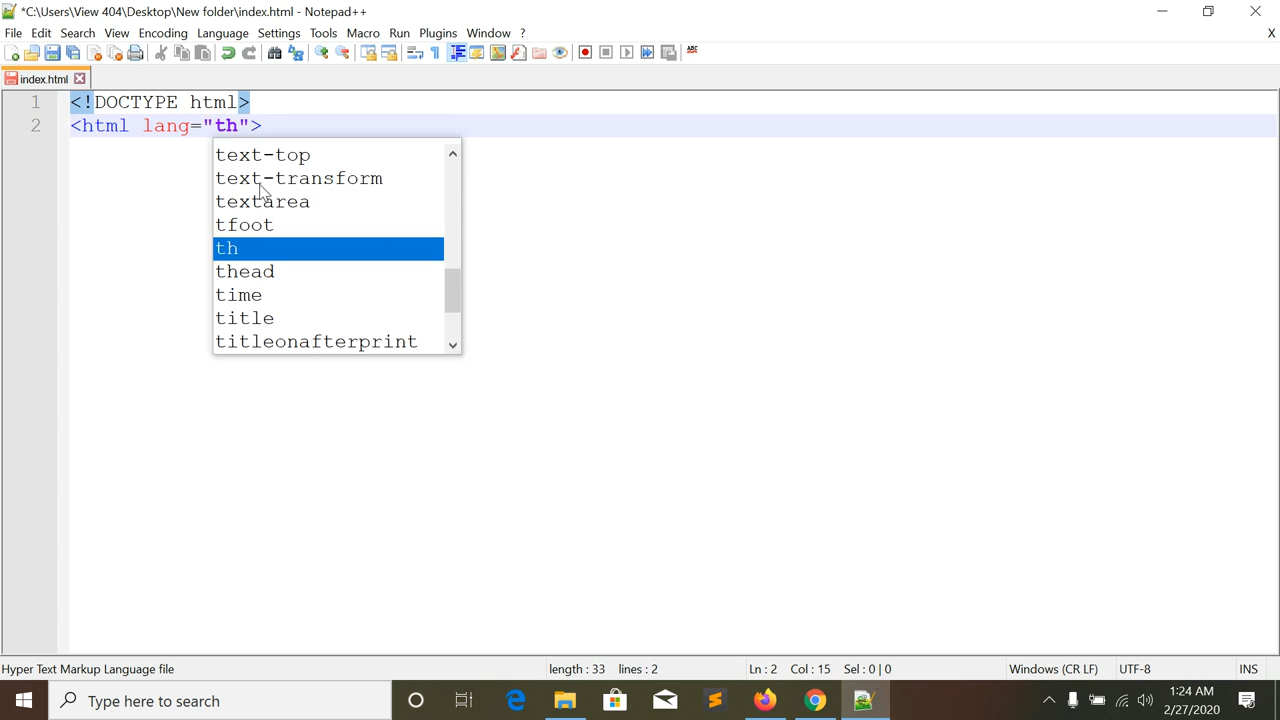 *C:\Users\View 404\Desktop\New folder\index.html - Notepad++
File Edit Search View Encoding Language Settings Tools Macro Run Plugins Window ? X
ABC
index.html
1 <!DOCTYPE html>
2 <html lang="th">
text-top
text-transform
textarea
tfoot
th
thead
time
title
titleonafterprint
Hyper Text Markup Language file length : 33 lines : 2 Ln : 2 Col : 15 Sel : 0 | 0 Windows (CR LF) UTF-8 INS
Type here to search
1:24 AM
2/27/2020